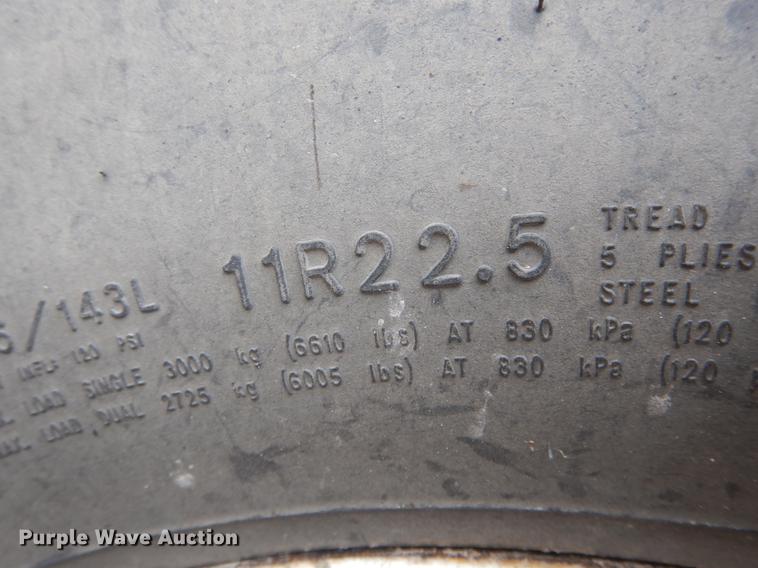 TREAD
5 PLIES
STEEL
/143L 11R22.5
120 PSI
LOAD SINGLE 3000 kg (6610 lbs) AT 830 kPa (120
MAX. LOAD, DUAL 2725 kg (6005 lbs) AT 830 kPa (120
Purple Wave Auction